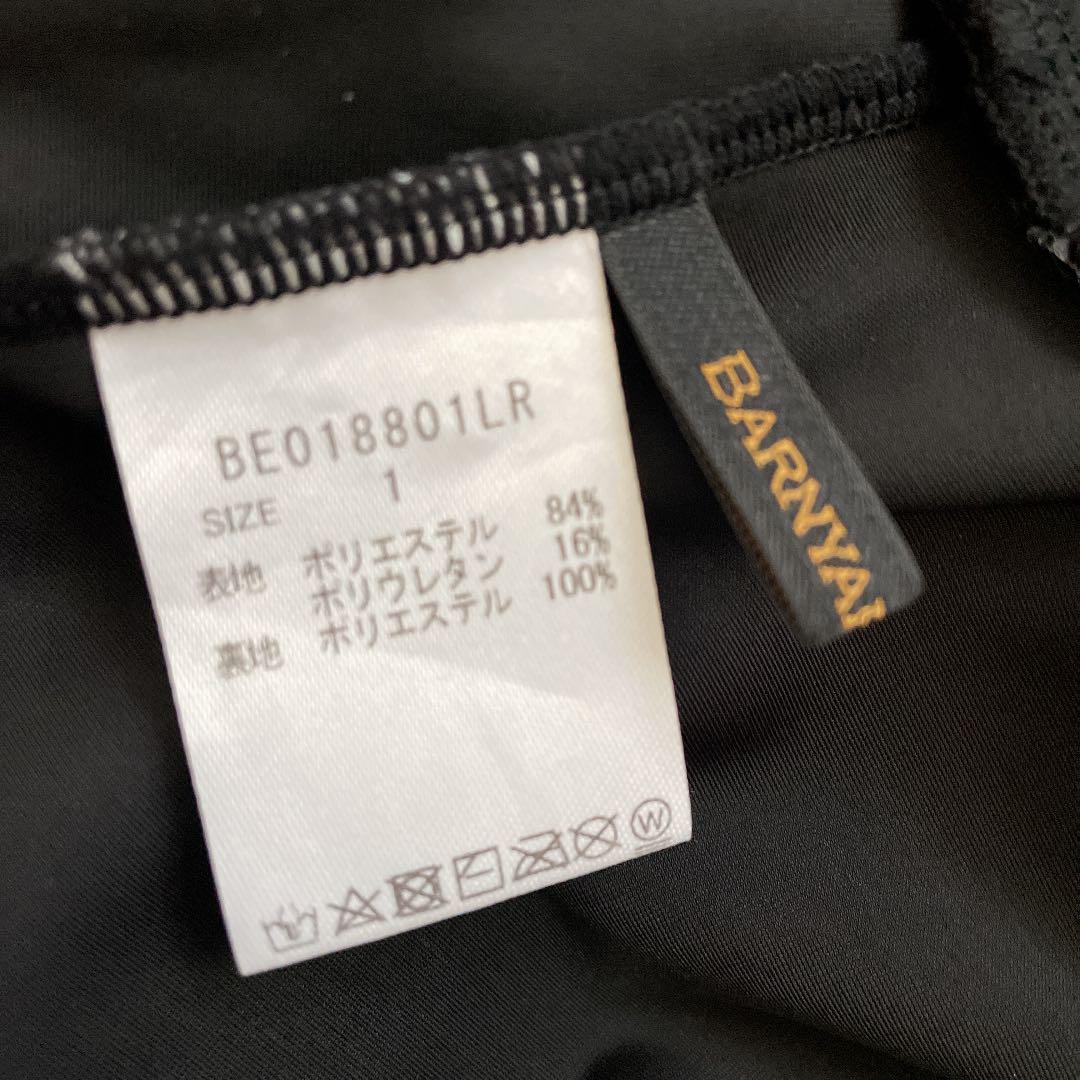 BE018801LR
SIZE 1
表地 ポリエステル 84%
ポリウレタン 16%
裏地 ポリエステル 100%
W
BARNYA